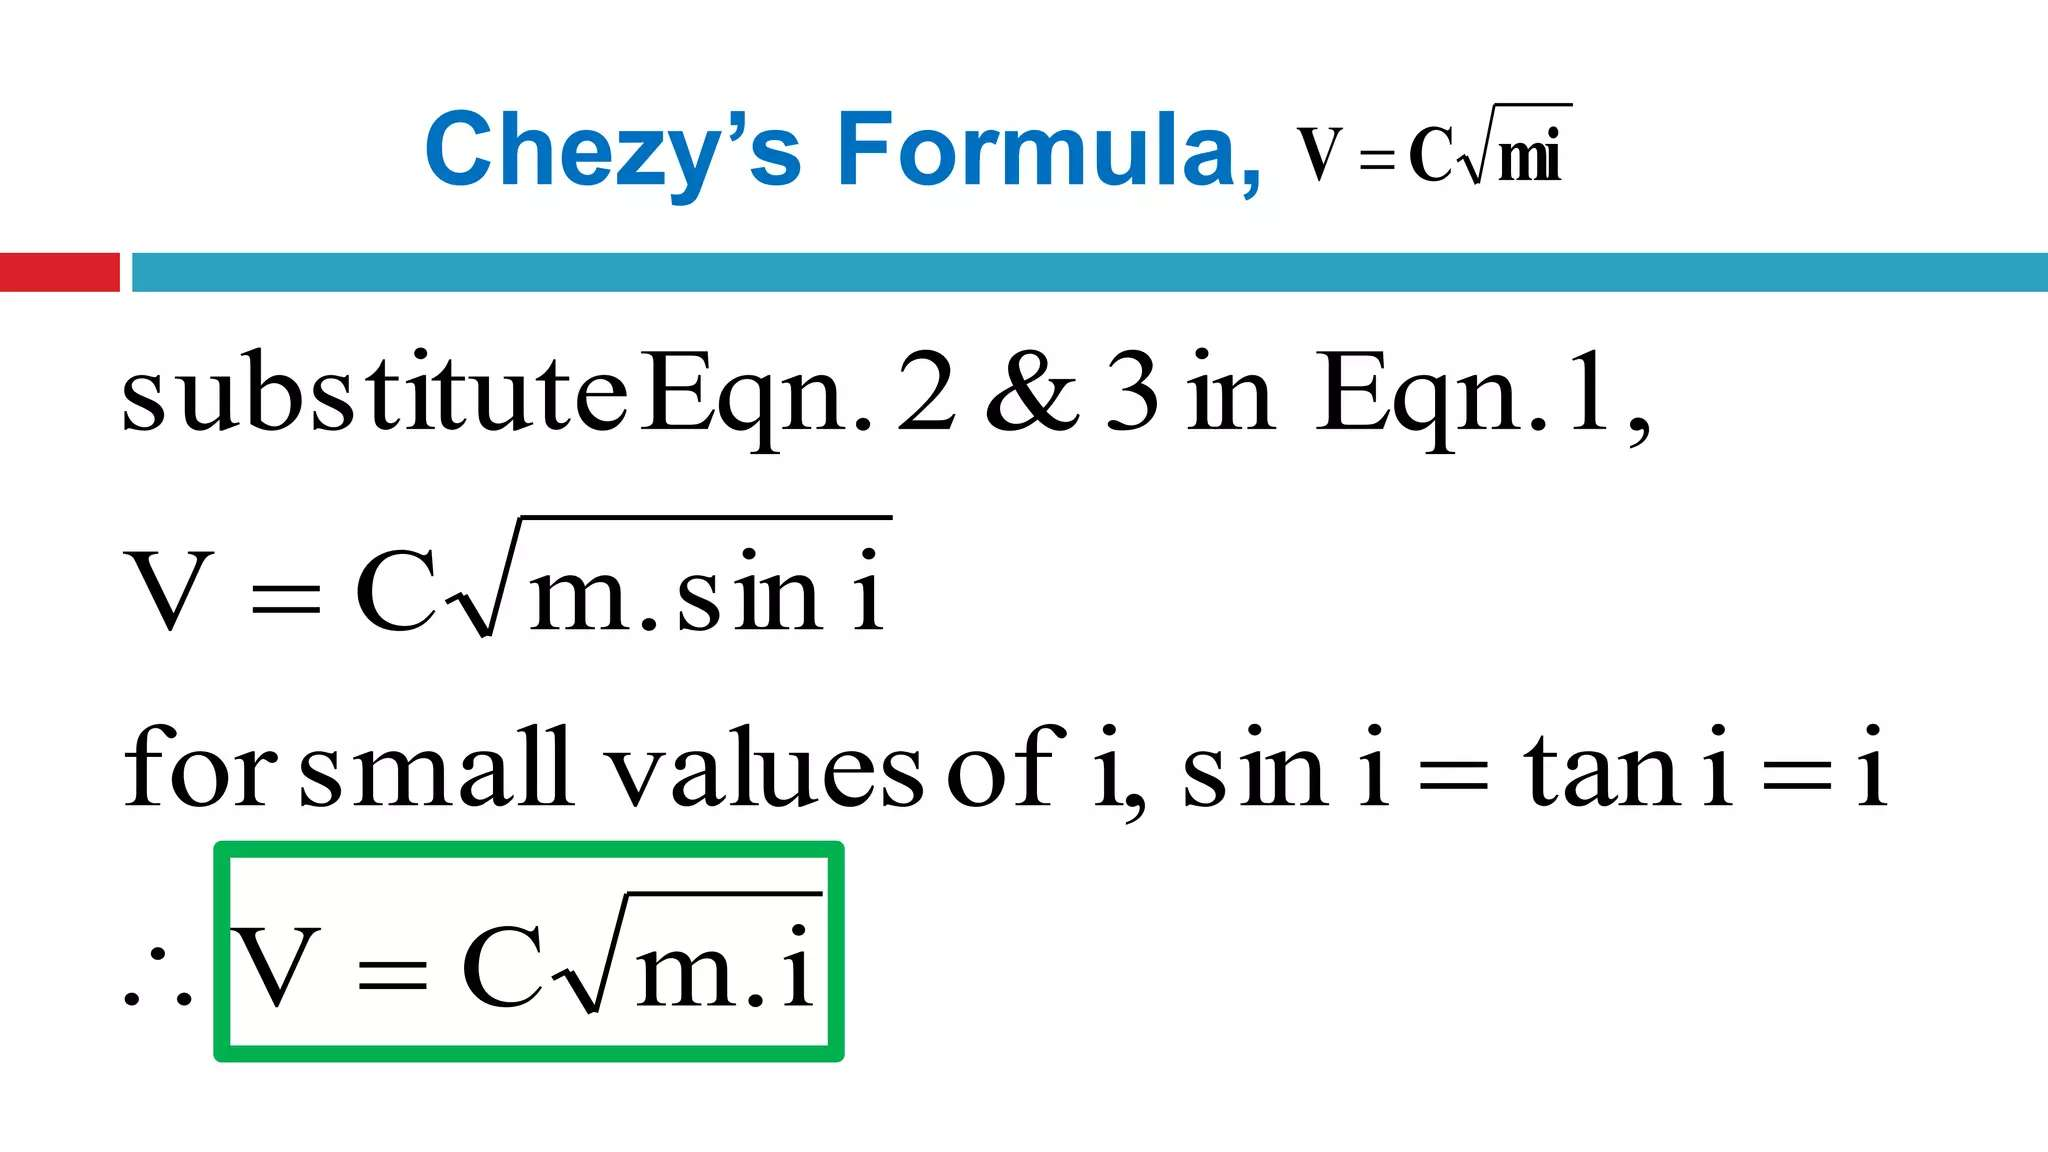 Chezy’s Formula, V = C√mi
substitute Eqn. 2 & 3 in Eqn. 1,
V = C√m. sin i
for small values of i, sin i = tan i = i
∴ V = C√m. i